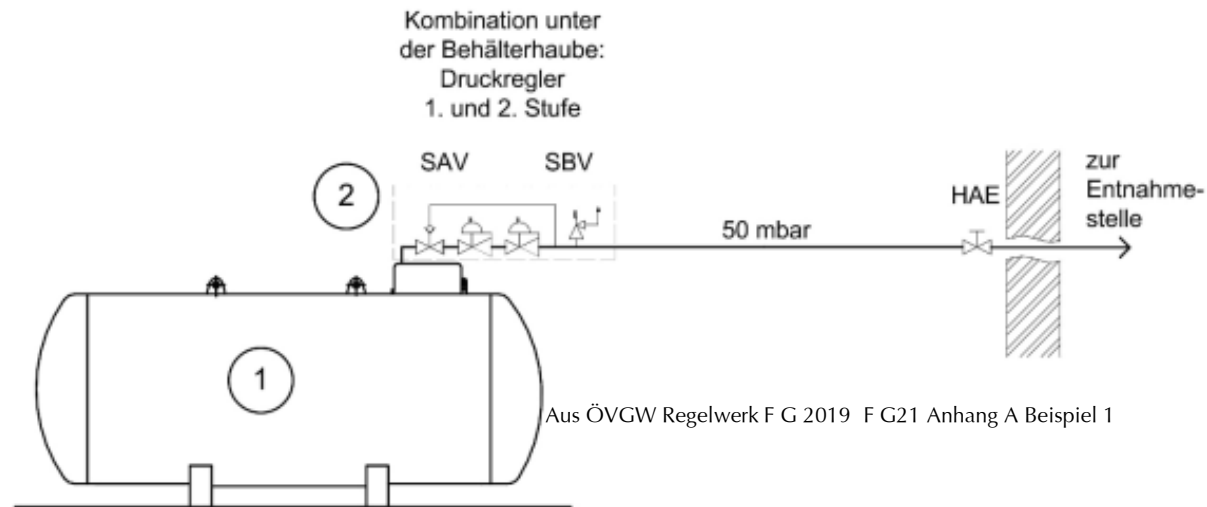 Kombination unter
der Behälterhaube:
Druckregler
1. und 2. Stufe
SAV
SBV
2
HAE
zur
Entnahme-
stelle
50 mbar
1
Aus ÖVGW Regelwerk F G 2019 F G21 Anhang A Beispiel 1